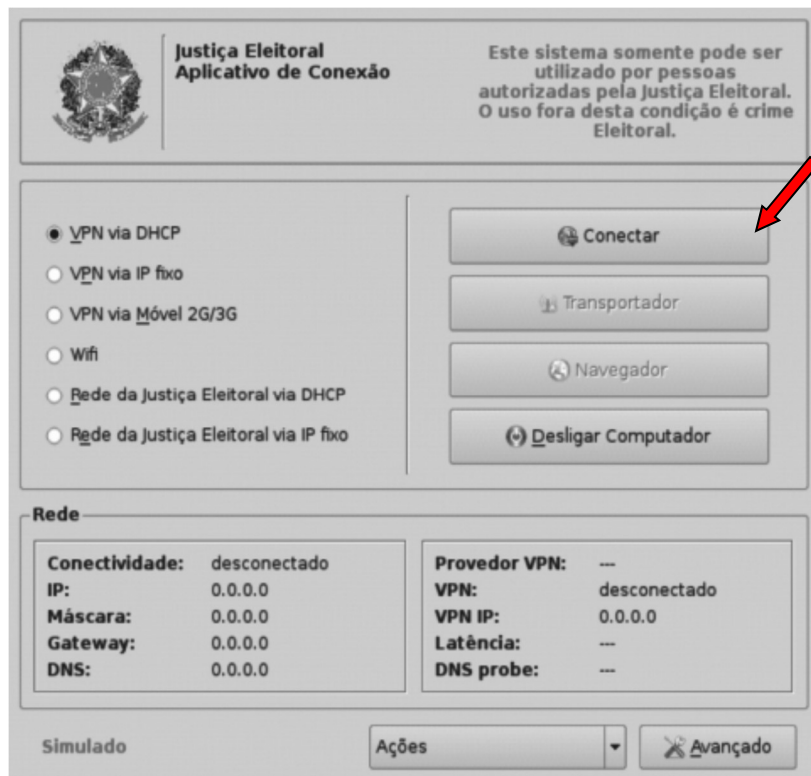 Justiça Eleitoral
Aplicativo de Conexão
Este sistema somente pode ser
utilizado por pessoas
autorizadas pela Justiça Eleitoral.
O uso fora desta condição é crime
Eleitoral.
VPN via DHCP
VPN via IP fixo
VPN via Móvel 2G/3G
Wifi
Rede da Justiça Eleitoral via DHCP
Rede da Justiça Eleitoral via IP fixo
Conectar
Transportador
Navegador
Desligar Computador
Rede
Conectividade: desconectado
IP: 0.0.0.0
Máscara: 0.0.0.0
Gateway: 0.0.0.0
DNS: 0.0.0.0
Provedor VPN: ---
VPN: desconectado
VPN IP: 0.0.0.0
Latência: ---
DNS probe: ---
Simulado
Ações
Avançado